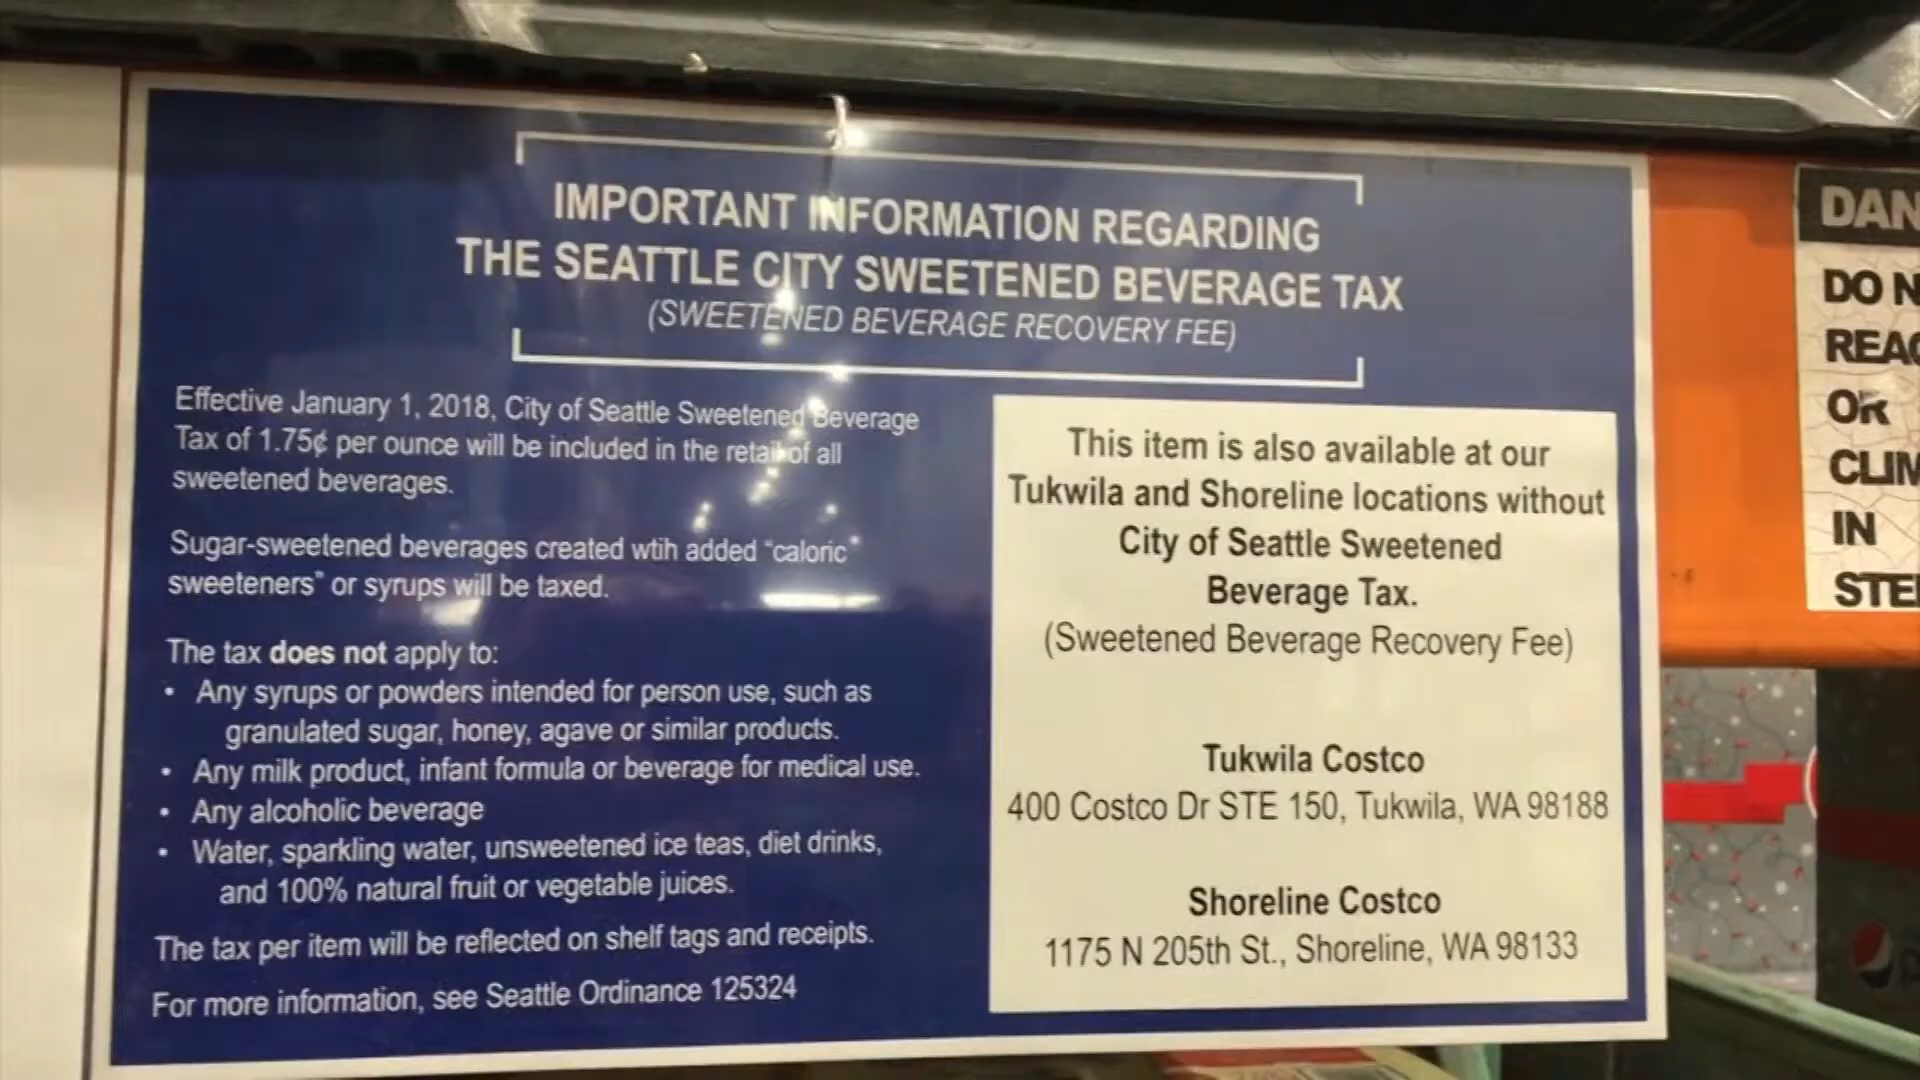 IMPORTANT INFORMATION REGARDING
THE SEATTLE CITY SWEETENED BEVERAGE TAX
(SWEETENED BEVERAGE RECOVERY FEE)
Effective January 1, 2018, City of Seattle Sweetened Beverage
Tax of 1.75¢ per ounce will be included in the retail of all
sweetened beverages.
Sugar-sweetened beverages created wtih added “caloric
sweeteners” or syrups will be taxed.
The tax does not apply to:
• Any syrups or powders intended for person use, such as
granulated sugar, honey, agave or similar products.
• Any milk product, infant formula or beverage for medical use.
• Any alcoholic beverage
• Water, sparkling water, unsweetened ice teas, diet drinks,
and 100% natural fruit or vegetable juices.
The tax per item will be reflected on shelf tags and receipts.
For more information, see Seattle Ordinance 125324
This item is also available at our
Tukwila and Shoreline locations without
City of Seattle Sweetened
Beverage Tax.
(Sweetened Beverage Recovery Fee)
Tukwila Costco
400 Costco Dr STE 150, Tukwila, WA 98188
Shoreline Costco
1175 N 205th St., Shoreline, WA 98133
DAN
DO N
REAC
OR
CLIM
IN
STE